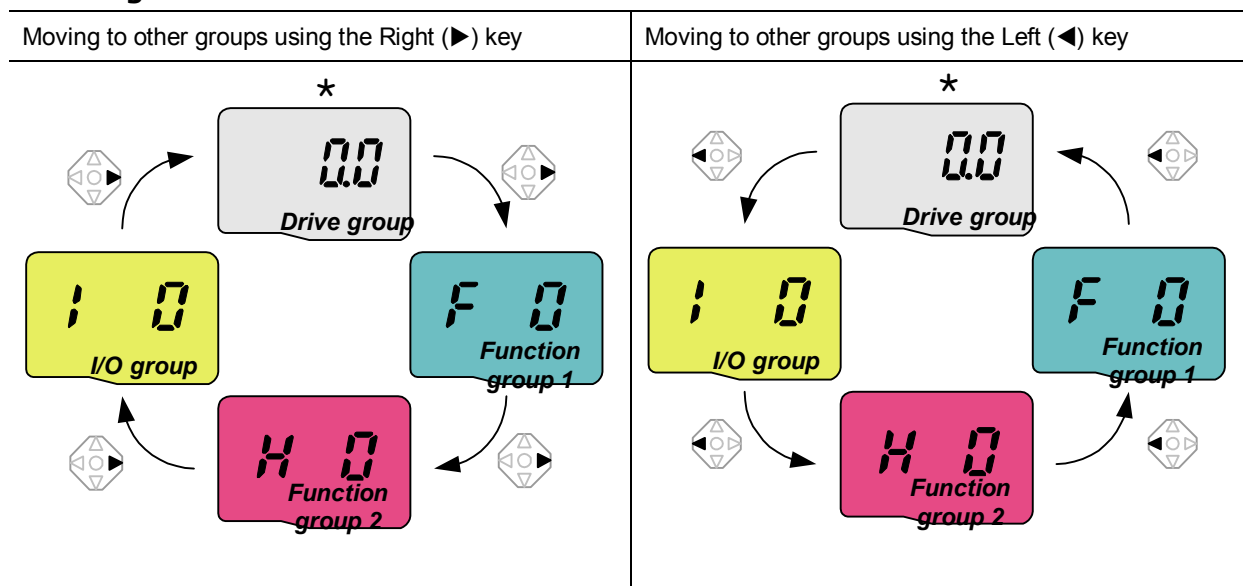 Moving to other groups using the Right (▶) key
Moving to other groups using the Left (◀) key
*
0.0
Drive group
F 0
Function
group 1
H 0
Function
group 2
I 0
I/O group
*
0.0
Drive group
I 0
I/O group
H 0
Function
group 2
F 0
Function
group 1